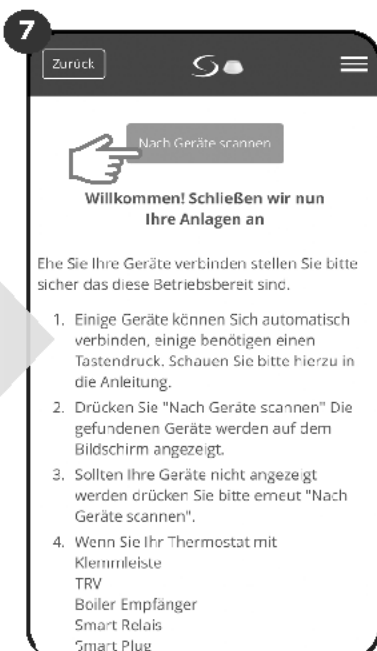 7
Zurück
Nach Geräte scannen
Willkommen! Schließen wir nun
Ihre Anlagen an
Ehe Sie Ihre Geräte verbinden stellen Sie bitte
sicher das diese Betriebsbereit sind.
1. Einige Geräte können Sich automatisch
verbinden, einige benötigen einen
Tastendruck. Schauen Sie bitte hierzu in
die Anleitung.
2. Drücken Sie "Nach Geräte scannen" Die
gefundenen Geräte werden auf dem
Bildschirm angezeigt.
3. Sollten Ihre Geräte nicht angezeigt
werden drücken Sie bitte erneut "Nach
Geräte scannen".
4. Wenn Sie Ihr Thermostat mit
Klemmleiste
TRV
Boiler Empfänger
Smart Relais
Smart Plug